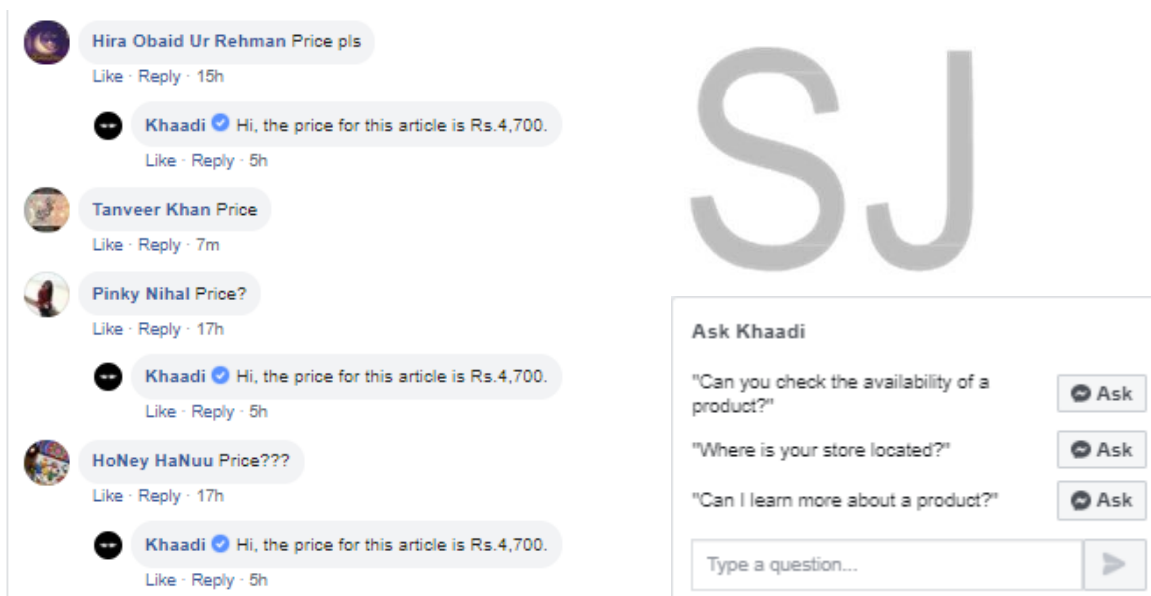 Hira Obaid Ur Rehman Price pls
Like · Reply · 15h
Khaadi Hi, the price for this article is Rs.4,700.
Like · Reply · 5h
Tanveer Khan Price
Like · Reply · 7m
Pinky Nihal Price?
Like · Reply · 17h
Khaadi Hi, the price for this article is Rs.4,700.
Like · Reply · 5h
HoNey HaNuu Price???
Like · Reply · 17h
Khaadi Hi, the price for this article is Rs.4,700.
Like · Reply · 5h
SJ
Ask Khaadi
"Can you check the availability of a
product?"
Ask
"Where is your store located?"
Ask
"Can I learn more about a product?"
Ask
Type a question...